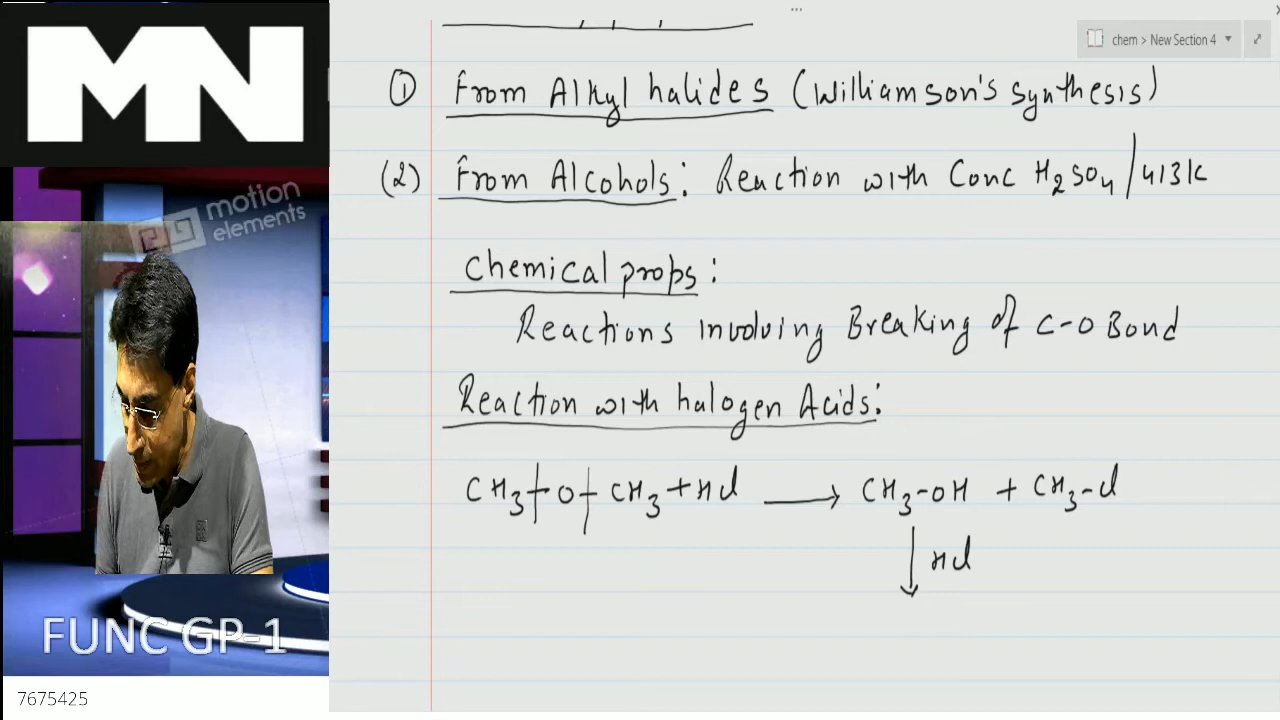 MN
motion
elements
FUNC GP-1
7675425
chem > New Section 4
① From Alkyl halides (Williamson's synthesis)
(2) From Alcohols: Reaction with Conc H2SO4/413K
Chemical props:
Reactions involving Breaking of C-O Bond
Reaction with halogen Acids:
CH3-O-CH3 + HCl → CH3-OH + CH3-Cl
↓ HCl